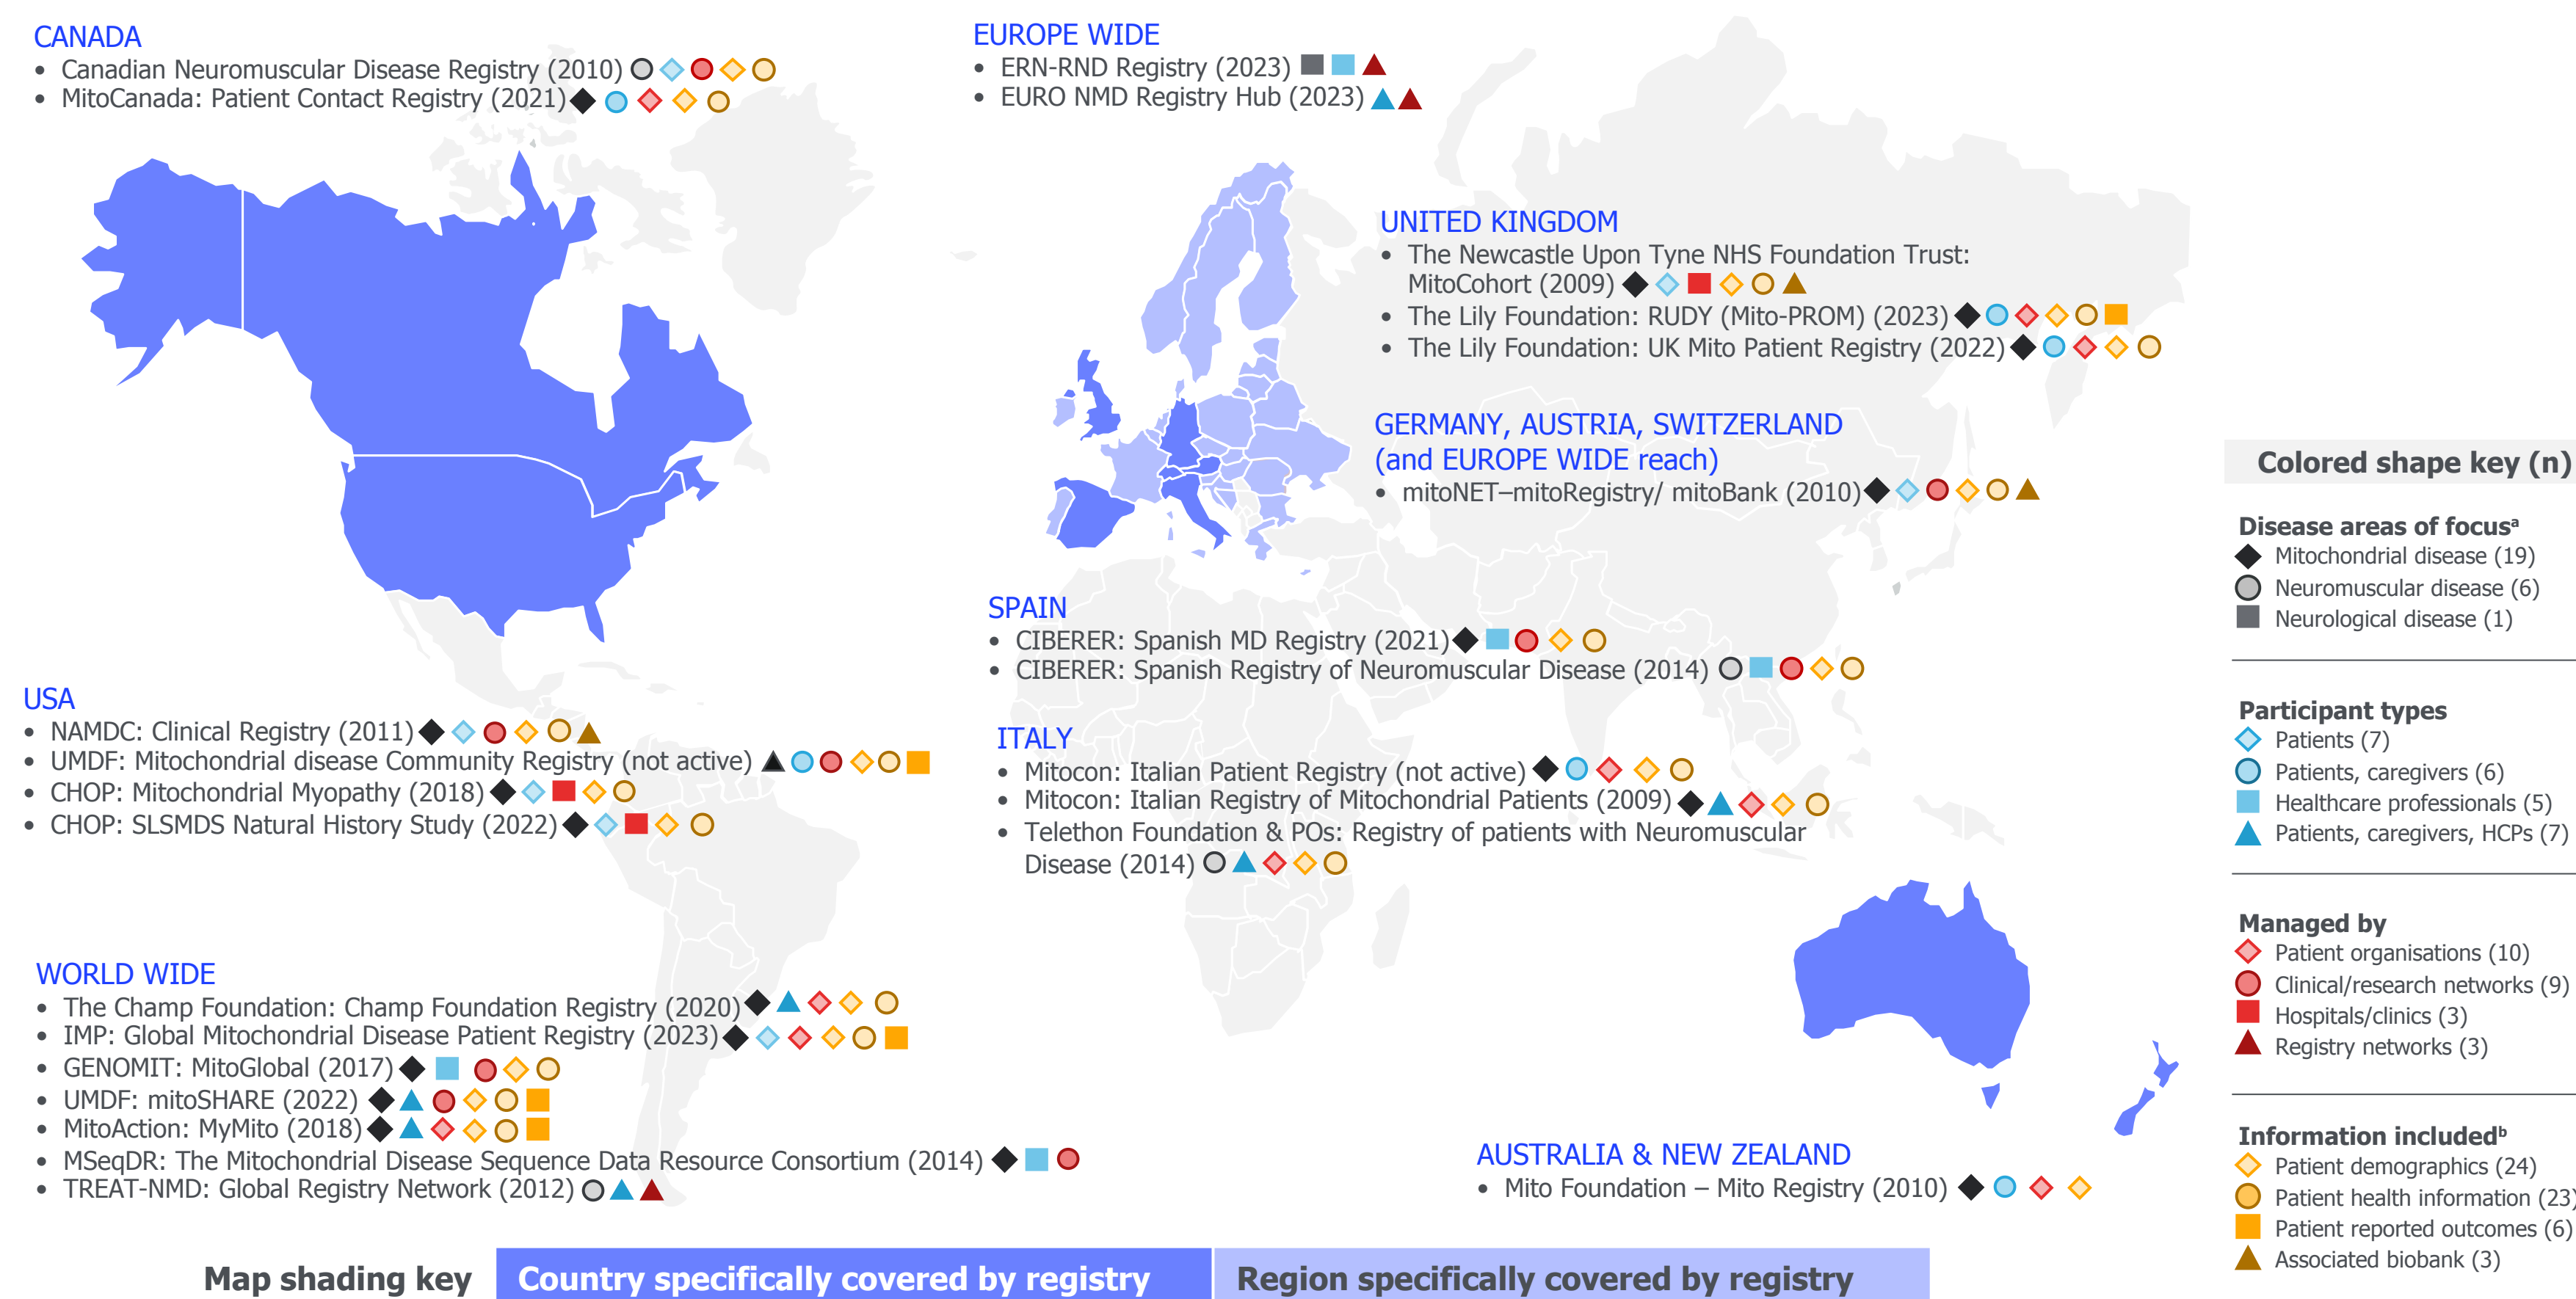 CANADA
• Canadian Neuromuscular Disease Registry (2010)
• MitoCanada: Patient Contact Registry (2021)
EUROPE WIDE
• ERN-RND Registry (2023)
• EURO NMD Registry Hub (2023)
UNITED KINGDOM
• The Newcastle Upon Tyne NHS Foundation Trust:
MitoCohort (2009)
• The Lily Foundation: RUDY (Mito-PROM) (2023)
• The Lily Foundation: UK Mito Patient Registry (2022)
GERMANY, AUSTRIA, SWITZERLAND
(and EUROPE WIDE reach)
• mitoNET–mitoRegistry/ mitoBank (2010)
SPAIN
• CIBERER: Spanish MD Registry (2021)
• CIBERER: Spanish Registry of Neuromuscular Disease (2014)
USA
• NAMDC: Clinical Registry (2011)
• UMDF: Mitochondrial disease Community Registry (not active)
• CHOP: Mitochondrial Myopathy (2018)
• CHOP: SLSMDS Natural History Study (2022)
ITALY
• Mitocon: Italian Patient Registry (not active)
• Mitocon: Italian Registry of Mitochondrial Patients (2009)
• Telethon Foundation & POs: Registry of patients with Neuromuscular
Disease (2014)
WORLD WIDE
• The Champ Foundation: Champ Foundation Registry (2020)
• IMP: Global Mitochondrial Disease Patient Registry (2023)
• GENOMIT: MitoGlobal (2017)
• UMDF: mitoSHARE (2022)
• MitoAction: MyMito (2018)
• MSeqDR: The Mitochondrial Disease Sequence Data Resource Consortium (2014)
• TREAT-NMD: Global Registry Network (2012)
AUSTRALIA & NEW ZEALAND
• Mito Foundation – Mito Registry (2010)
Colored shape key (n)
Disease areas of focusᵃ
Mitochondrial disease (19)
Neuromuscular disease (6)
Neurological disease (1)
Participant types
Patients (7)
Patients, caregivers (6)
Healthcare professionals (5)
Patients, caregivers, HCPs (7)
Managed by
Patient organisations (10)
Clinical/research networks (9)
Hospitals/clinics (3)
Registry networks (3)
Information includedᵇ
Patient demographics (24)
Patient health information (23)
Patient reported outcomes (6)
Associated biobank (3)
Map shading key
Country specifically covered by registry
Region specifically covered by registry